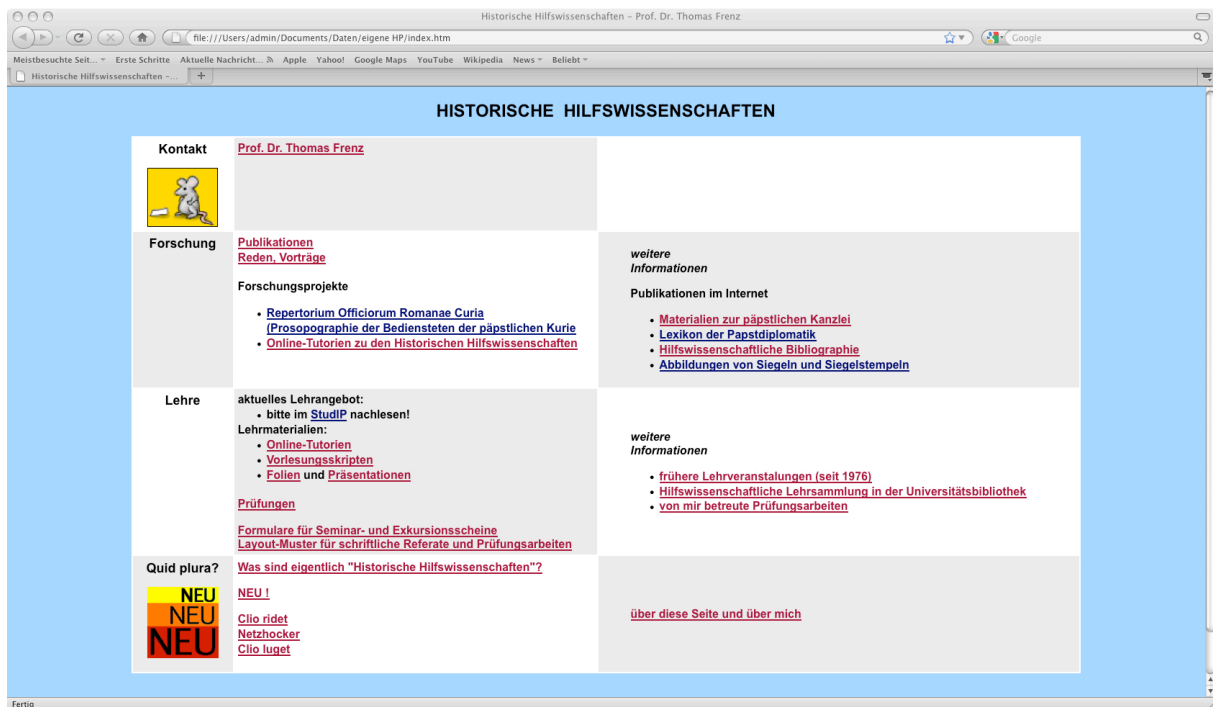 Historische Hilfswissenschaften – Prof. Dr. Thomas Frenz
file:///Users/admin/Documents/Daten/eigene HP/index.htm
Google
Meistbesuchte Seit... Erste Schritte Aktuelle Nachricht... Apple Yahoo! Google Maps YouTube Wikipedia News Beliebt
Historische Hilfswissenschaften –... +
HISTORISCHE HILFSWISSENSCHAFTEN
Kontakt
Prof. Dr. Thomas Frenz
Forschung
Publikationen
Reden, Vorträge
Forschungsprojekte
• Repertorium Officiorum Romanae Curia
(Prosopographie der Bediensteten der päpstlichen Kurie
• Online-Tutorien zu den Historischen Hilfswissenschaften
weitere
Informationen
Publikationen im Internet
• Materialien zur päpstlichen Kanzlei
• Lexikon der Papstdiplomatik
• Hilfswissenschaftliche Bibliographie
• Abbildungen von Siegeln und Siegelstempeln
Lehre
aktuelles Lehrangebot:
• bitte im StudIP nachlesen!
Lehrmaterialien:
• Online-Tutorien
• Vorlesungsskripten
• Folien und Präsentationen
Prüfungen
Formulare für Seminar- und Exkursionsscheine
Layout-Muster für schriftliche Referate und Prüfungsarbeiten
weitere
Informationen
• frühere Lehrveranstalungen (seit 1976)
• Hilfswissenschaftliche Lehrsammlung in der Universitätsbibliothek
• von mir betreute Prüfungsarbeiten
Quid plura?
NEU
NEU
NEU
Was sind eigentlich "Historische Hilfswissenschaften"?
NEU !
Clio ridet
Netzhocker
Clio luget
über diese Seite und über mich
Fertig